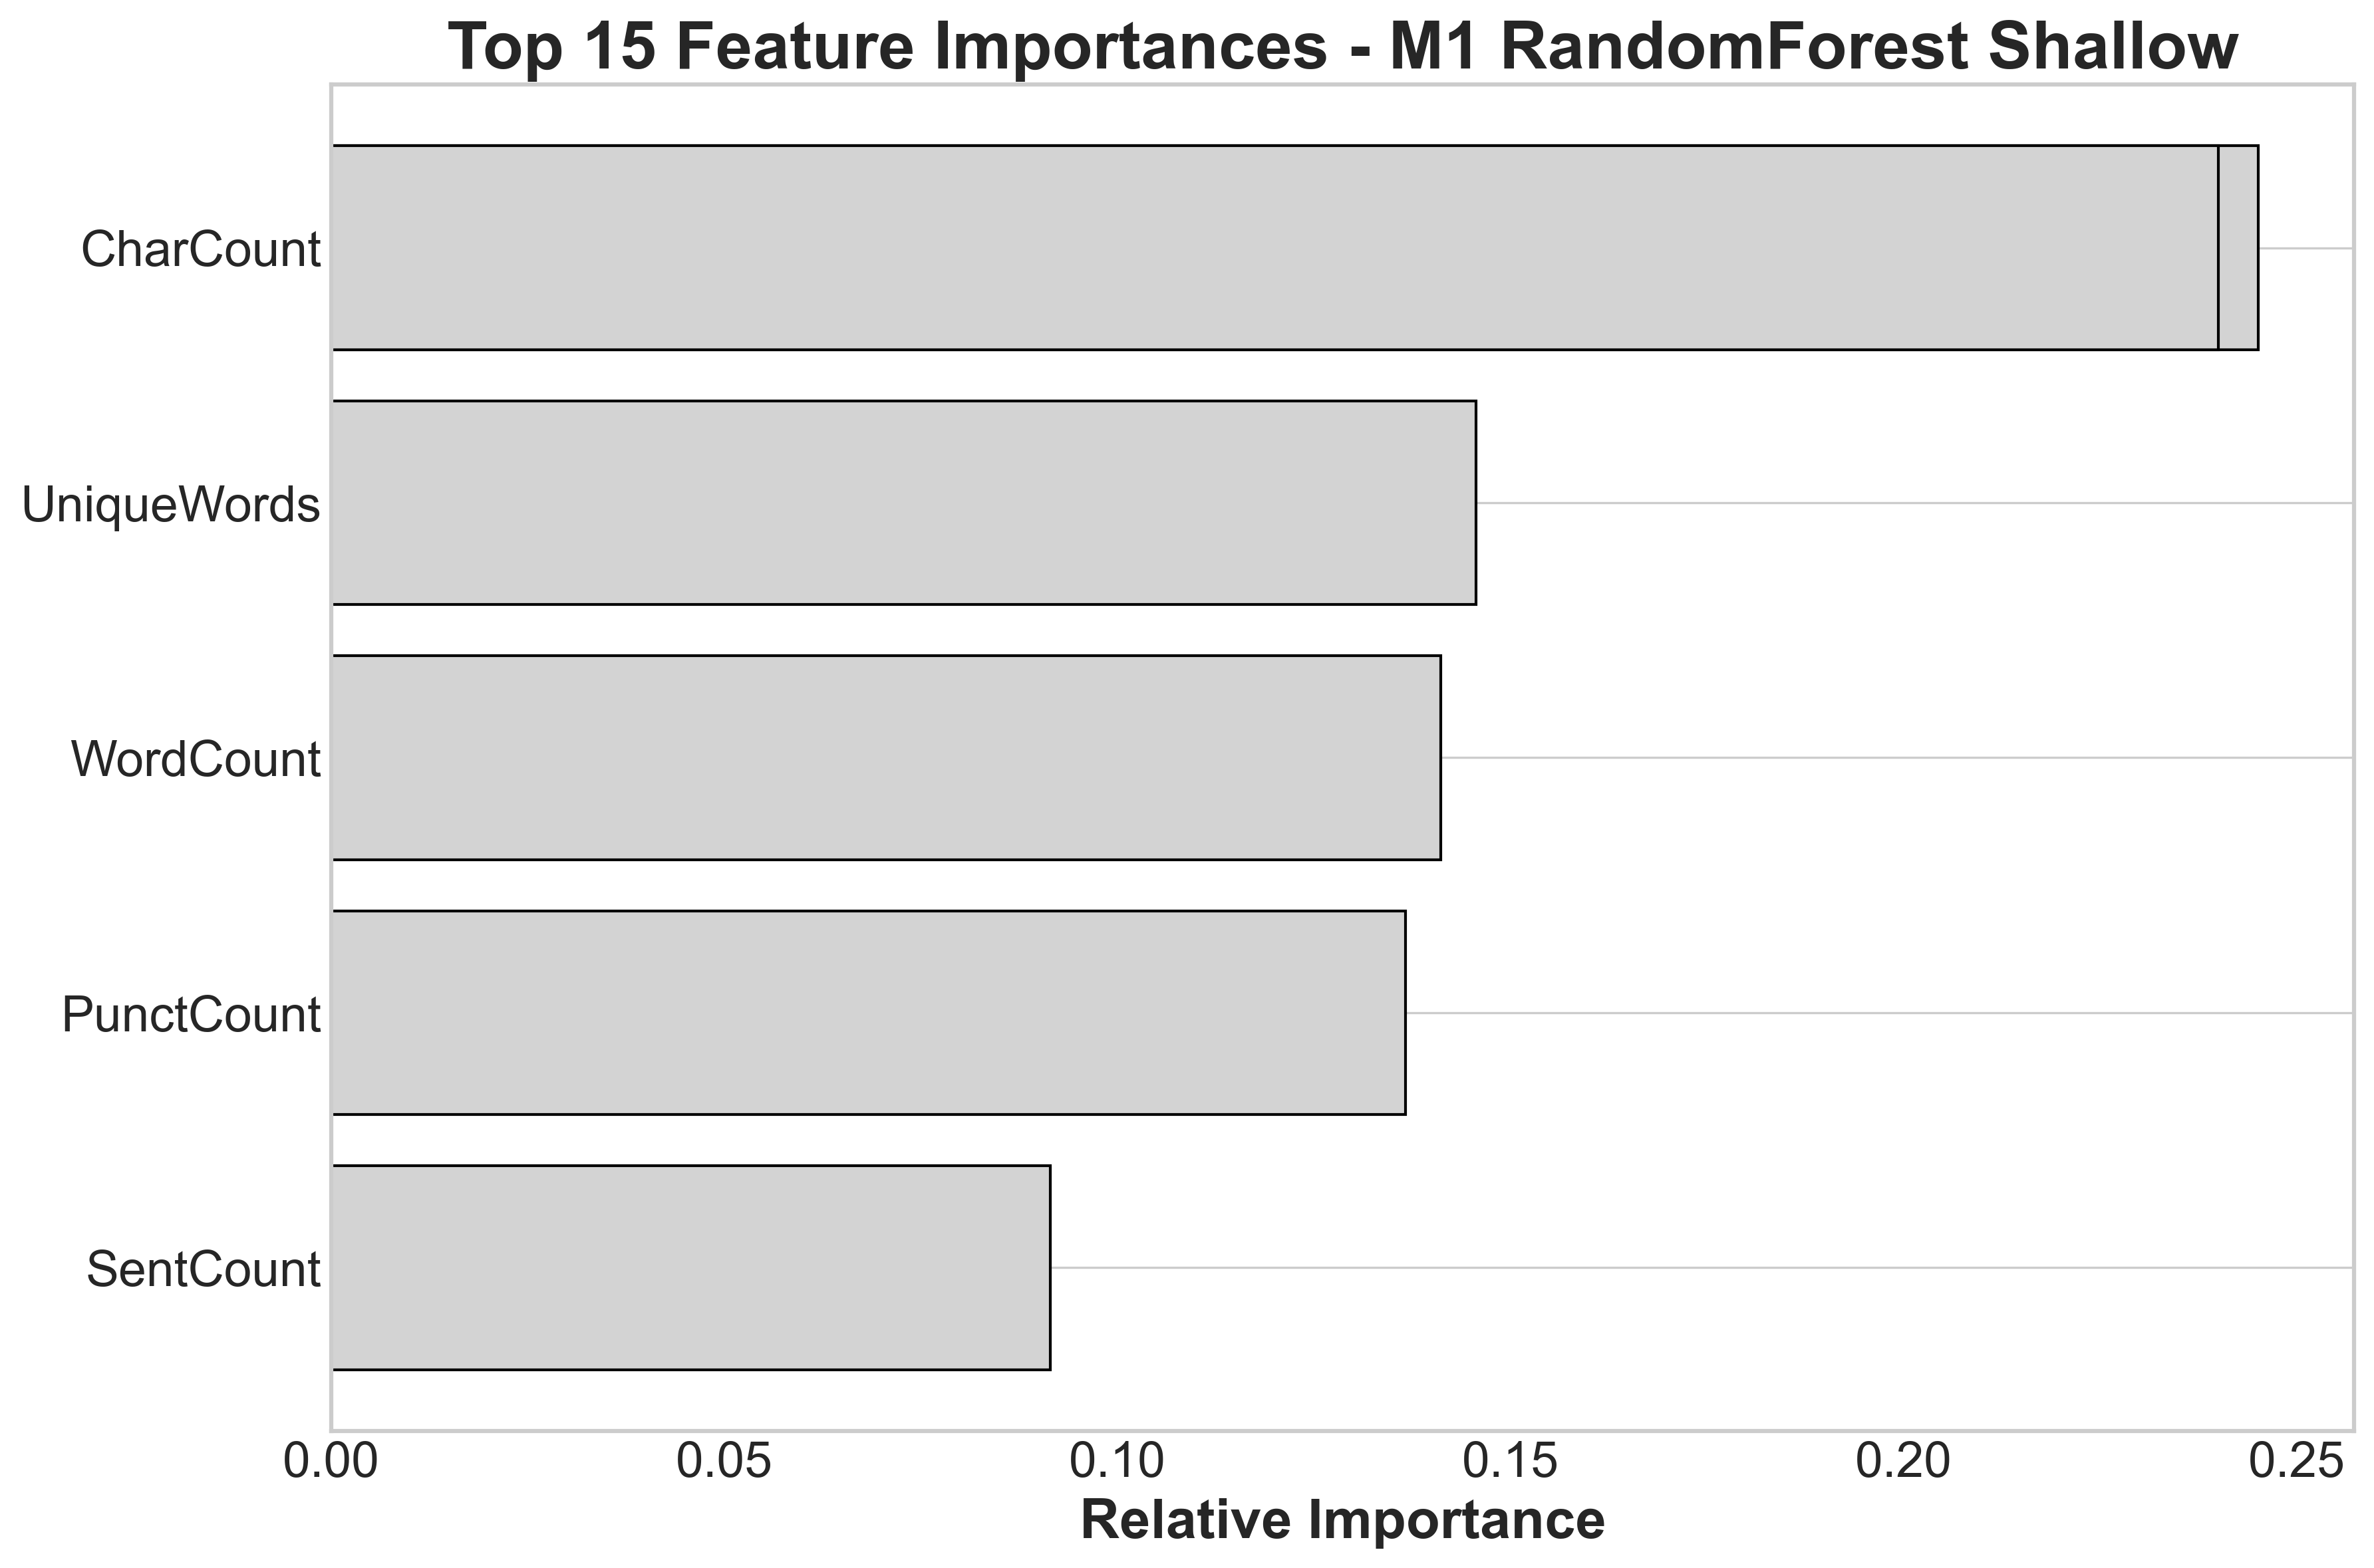 Top 15 Feature Importances - M1 RandomForest Shallow
CharCount
UniqueWords
WordCount
PunctCount
SentCount
0.00 0.05 0.10 0.15 0.20 0.25
Relative Importance